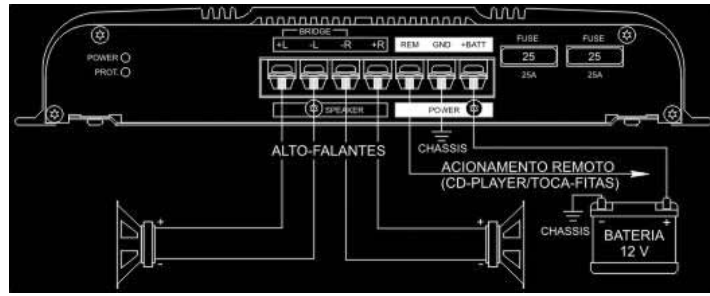 BRIDGE
+L -L -R +R
REM GND +BATT
FUSE
25
25A
FUSE
25
25A
POWER
PROT.
SPEAKER
POWER
ALTO-FALANTES
CHASSIS
ACIONAMENTO REMOTO
(CD-PLAYER/TOCA-FITAS)
+
-
+
-
CHASSIS
- +
BATERIA
12 V